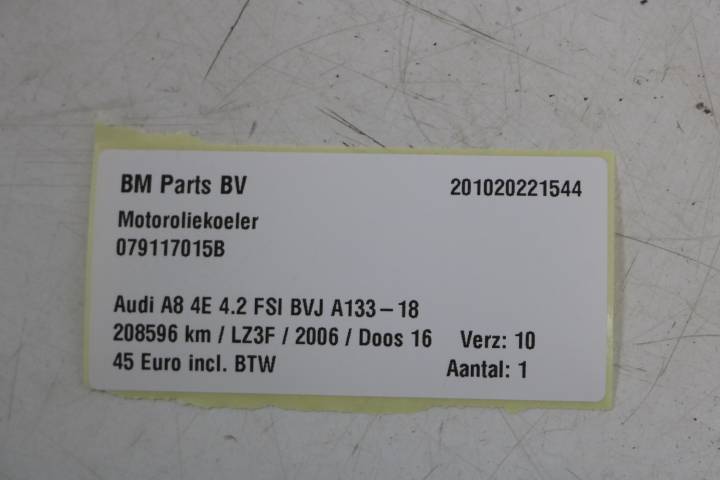 BM Parts BV 201020221544
Motoroliekoeler
079117015B
Audi A8 4E 4.2 FSI BVJ A133-18
208596 km / LZ3F / 2006 / Doos 16 Verz: 10
45 Euro incl. BTW Aantal: 1